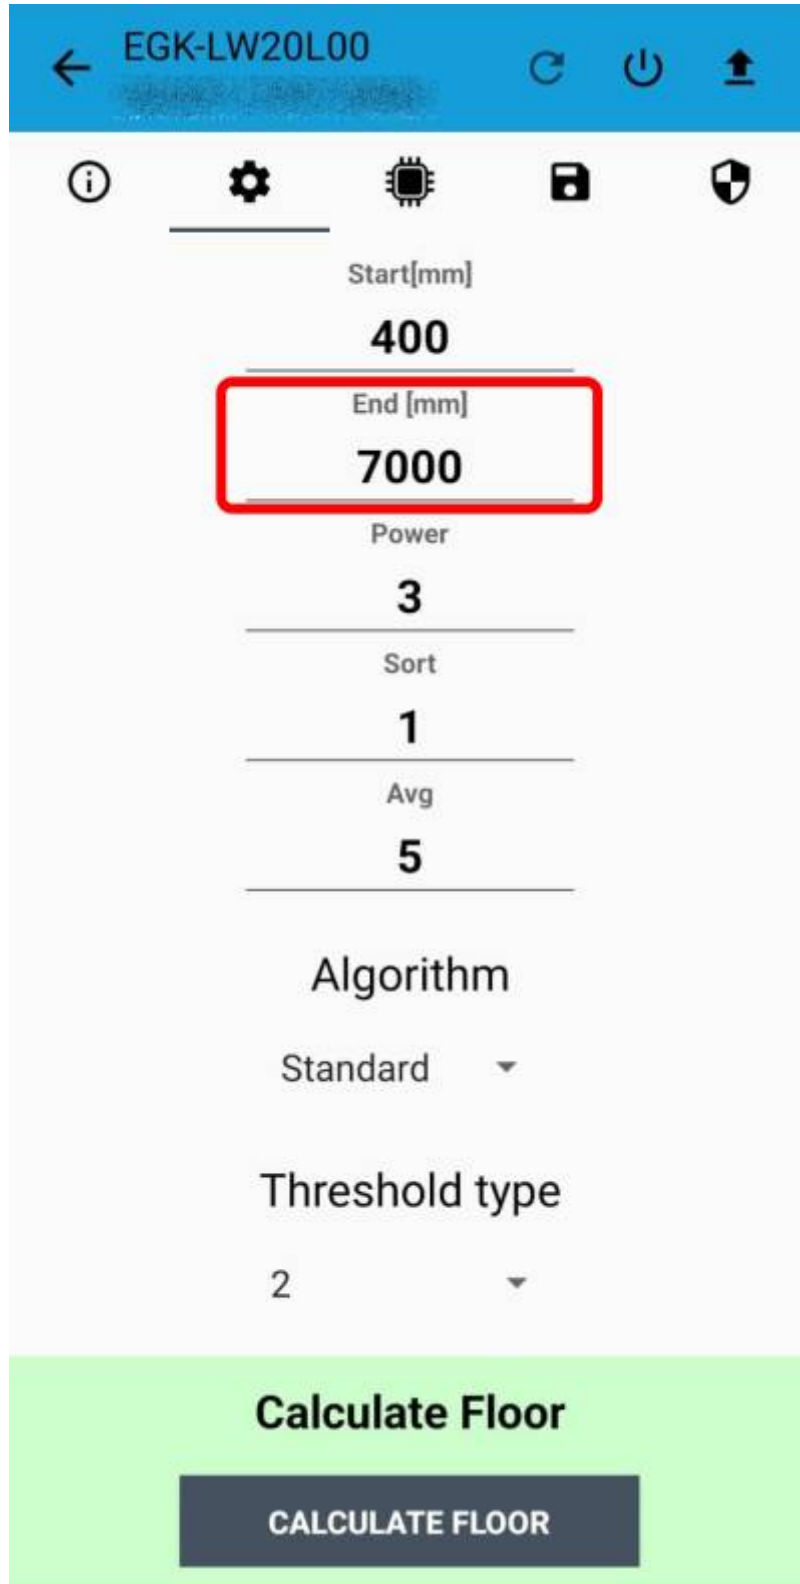 EGK-LW20L00
Start[mm]
400
End [mm]
7000
Power
3
Sort
1
Avg
5
Algorithm
Standard
Threshold type
2
Calculate Floor
CALCULATE FLOOR